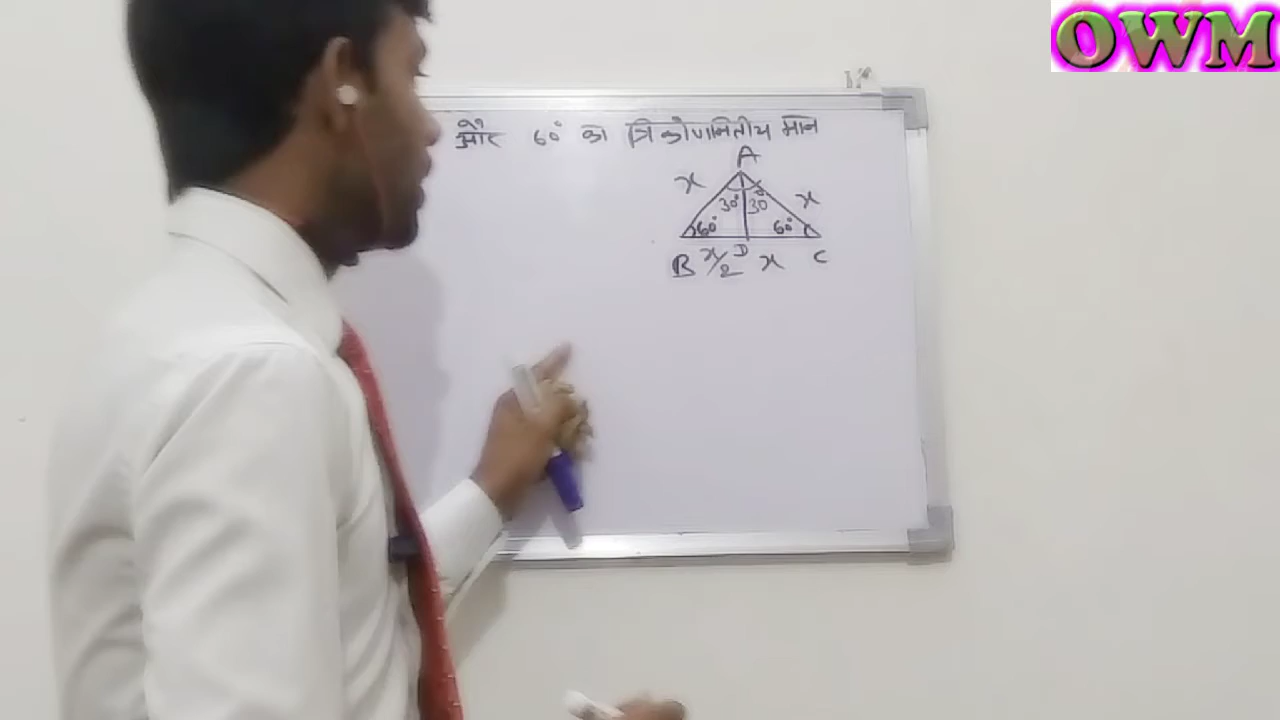 OWM
और 60° का त्रिकोणमितीय मान
A
x x
30° 30
60° 60°
B x/2 D x C